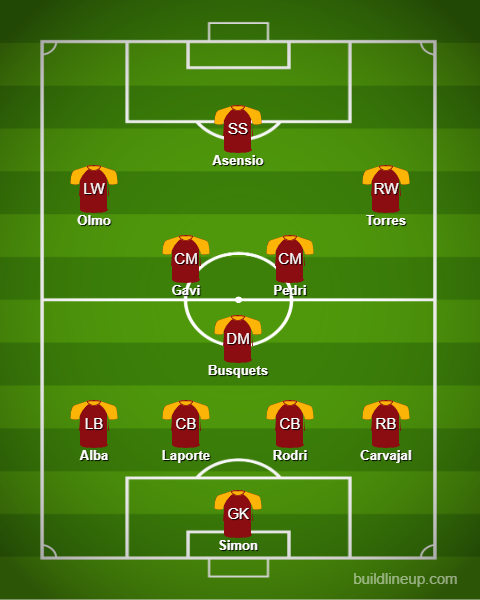 SS
Asensio
LW
Olmo
RW
Torres
CM
Gavi
CM
Pedri
DM
Busquets
LB
Alba
CB
Laporte
CB
Rodri
RB
Carvajal
GK
Simon
buildlineup.com